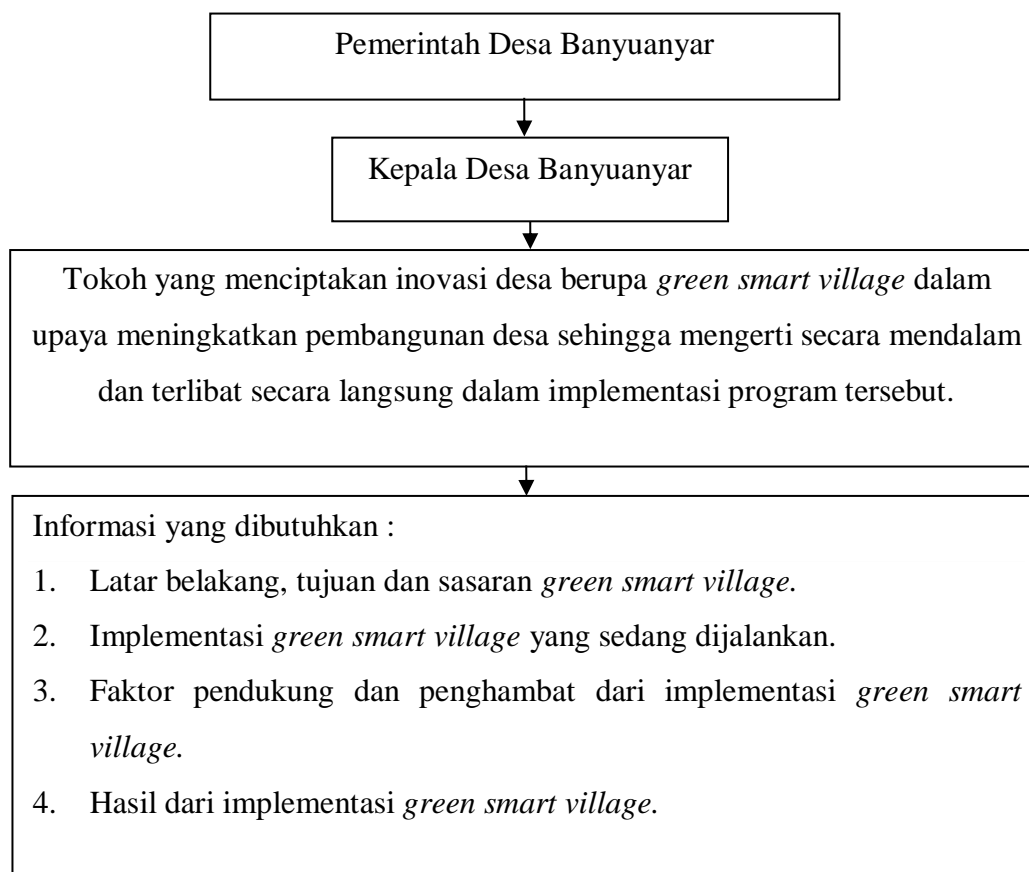 Pemerintah Desa Banyuanyar
Kepala Desa Banyuanyar
Tokoh yang menciptakan inovasi desa berupa green smart village dalam
upaya meningkatkan pembangunan desa sehingga mengerti secara mendalam
dan terlibat secara langsung dalam implementasi program tersebut.
Informasi yang dibutuhkan :
1. Latar belakang, tujuan dan sasaran green smart village.
2. Implementasi green smart village yang sedang dijalankan.
3. Faktor pendukung dan penghambat dari implementasi green smart
village.
4. Hasil dari implementasi green smart village.